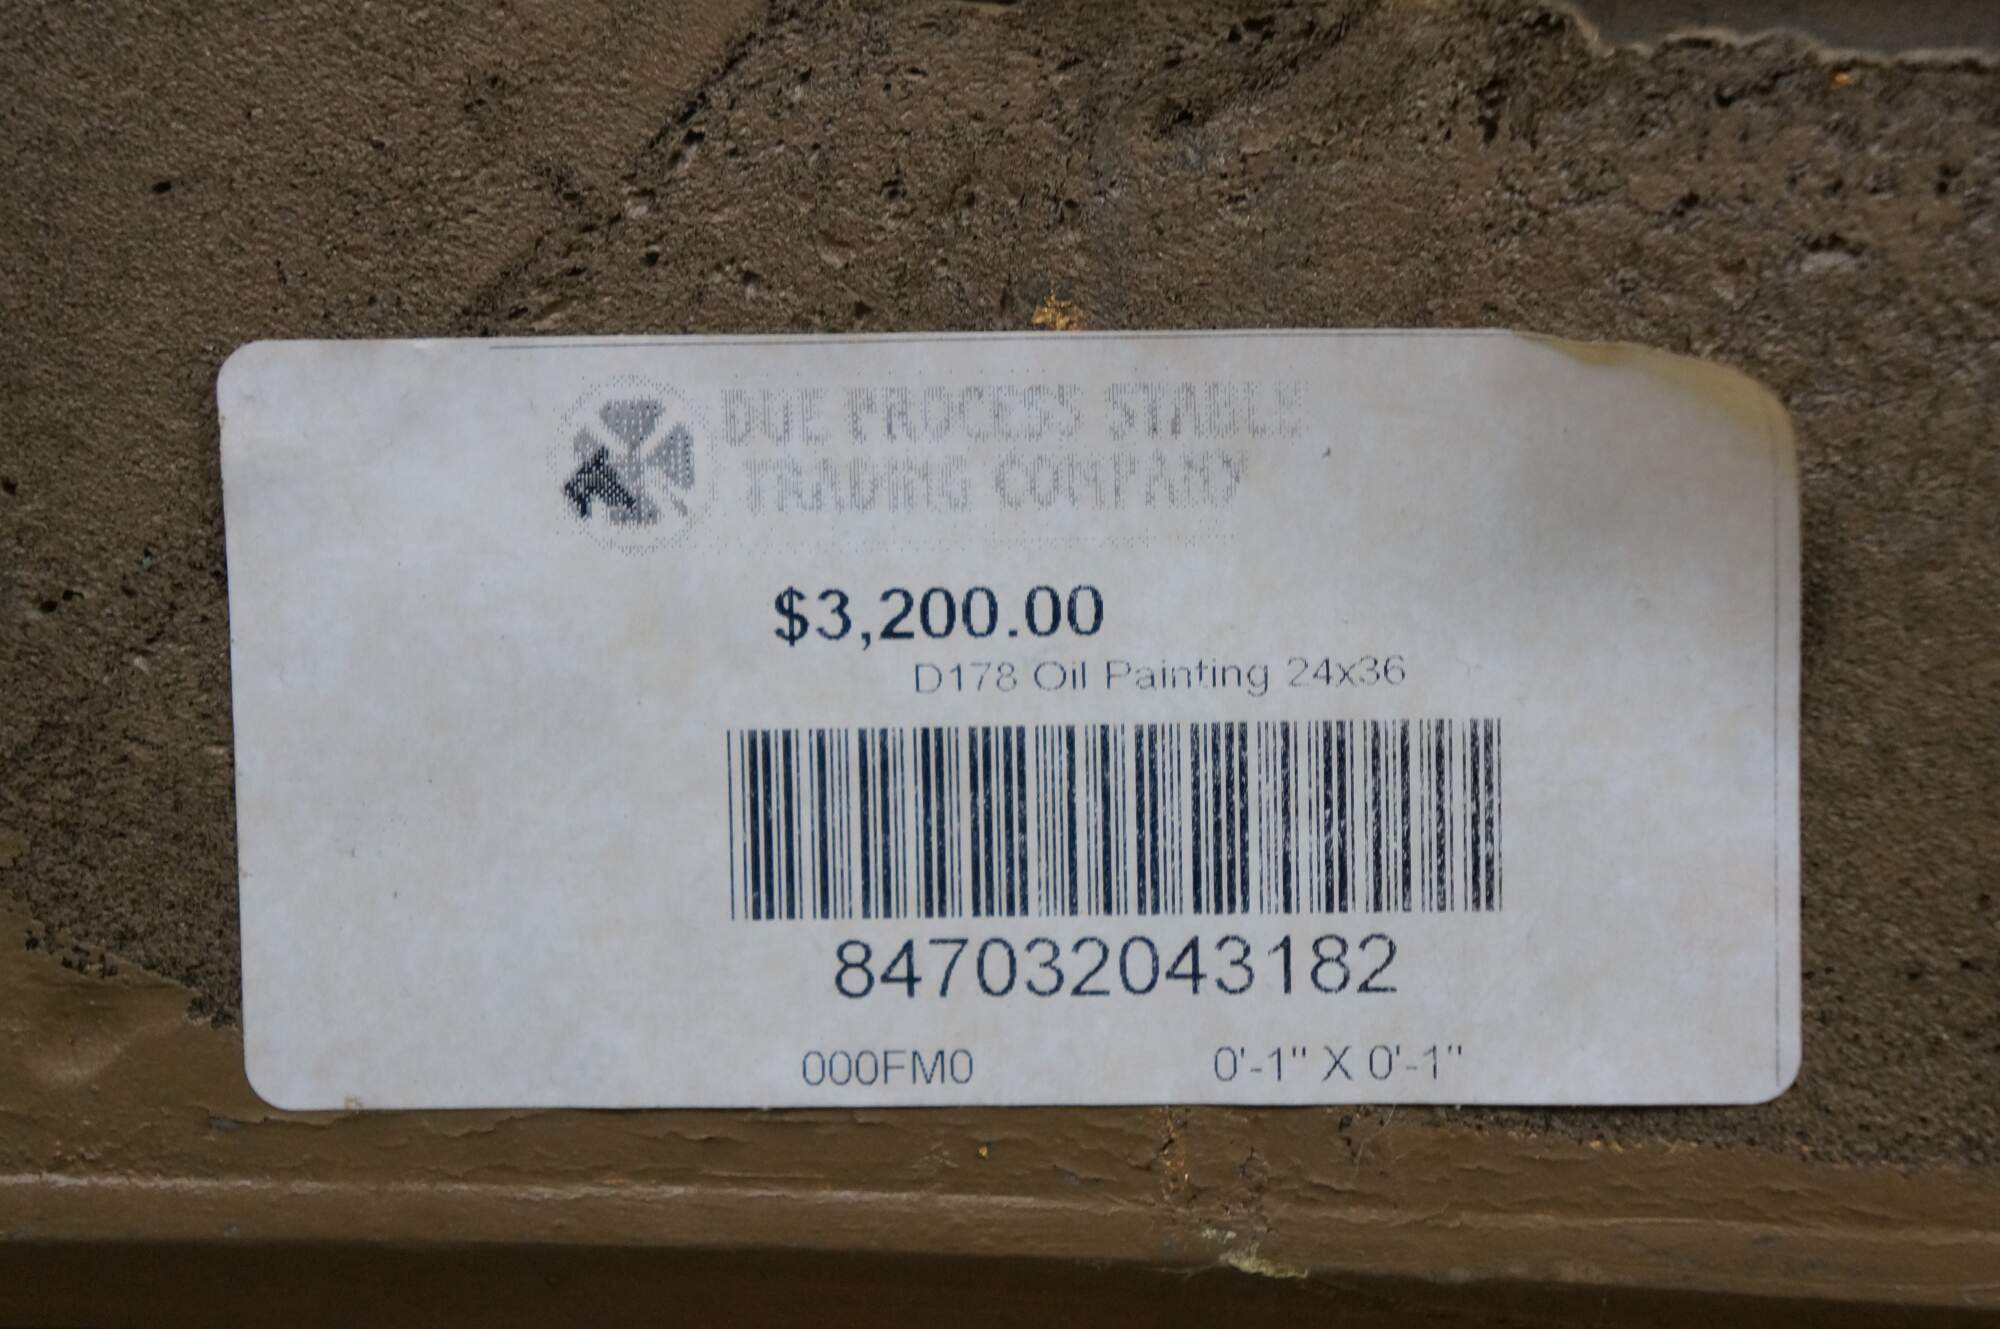 DUE PROCESS STABLE
TRADING COMPANY
$3,200.00
D178 Oil Painting 24x36
847032043182
000FM0 0'-1" X 0'-1"